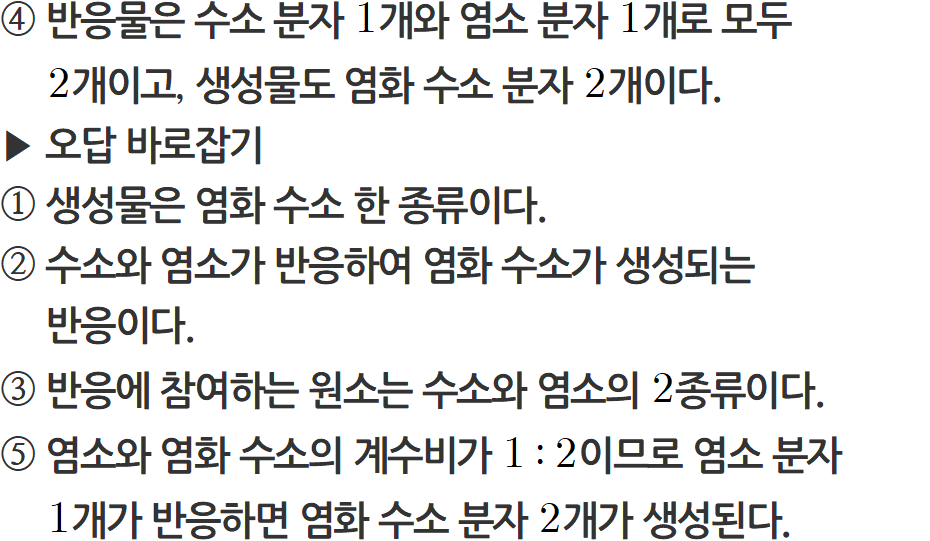 ④ 반응물은 수소 분자 1개와 염소 분자 1개로 모두
2개이고, 생성물도 염화 수소 분자 2개이다.
▶ 오답 바로잡기
① 생성물은 염화 수소 한 종류이다.
② 수소와 염소가 반응하여 염화 수소가 생성되는
반응이다.
③ 반응에 참여하는 원소는 수소와 염소의 2종류이다.
⑤ 염소와 염화 수소의 계수비가 1 : 2이므로 염소 분자
1개가 반응하면 염화 수소 분자 2개가 생성된다.